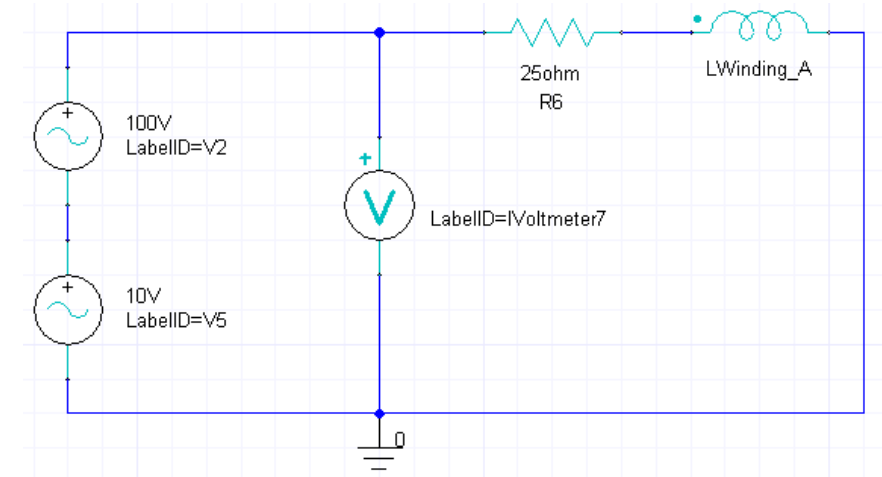 100V
LabelID=V2
10V
LabelID=V5
+
+
+
V
LabelID=IVoltmeter7
25ohm
R6
LWinding_A
0